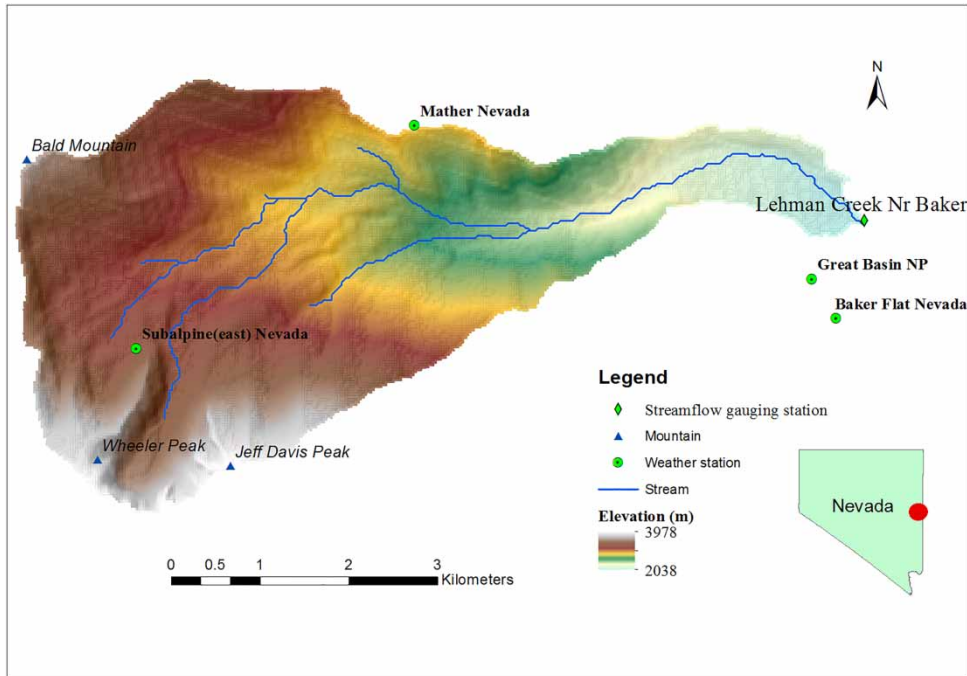 N
Mather Nevada
Bald Mountain
Lehman Creek Nr Baker
Great Basin NP
Baker Flat Nevada
Subalpine(east) Nevada
Wheeler Peak
Jeff Davis Peak
Legend
Streamflow gauging station
Mountain
Weather station
Stream
Elevation (m)
3978
2038
Nevada
0 0.5 1 2 3
Kilometers